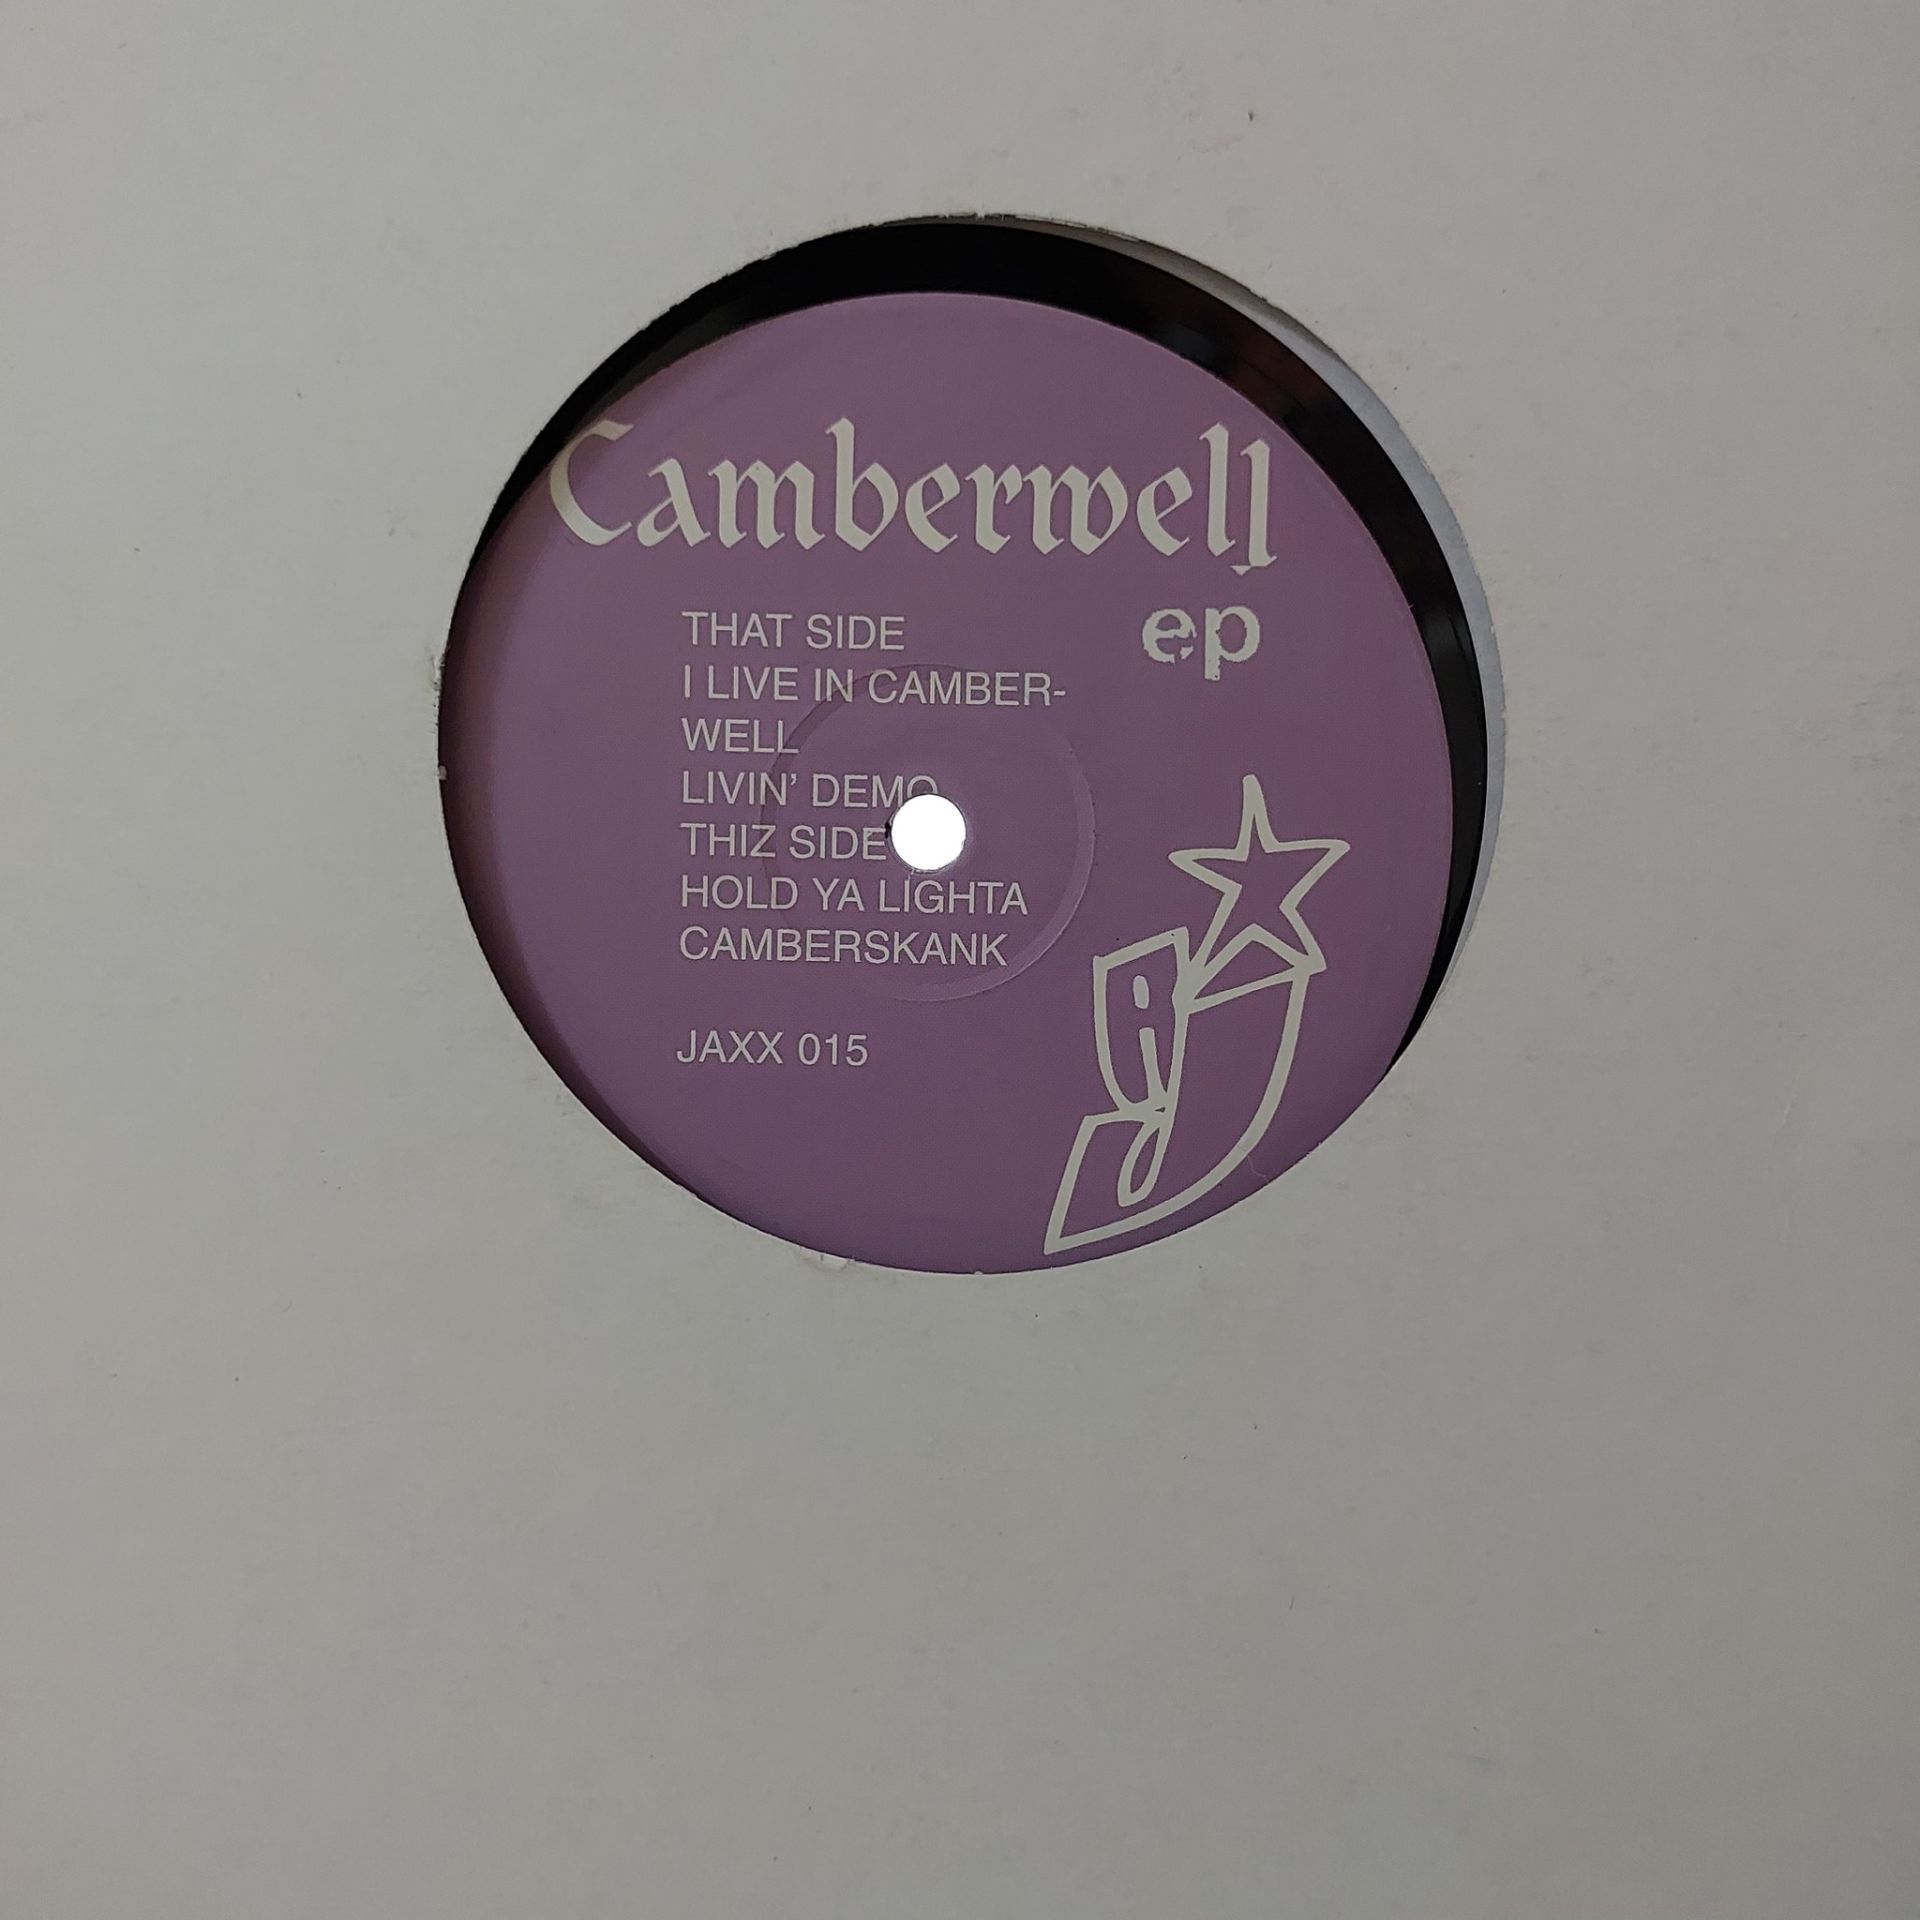 Camberwell
ep
THAT SIDE
I LIVE IN CAMBER-
WELL
LIVIN' DEMO
THIZ SIDE
HOLD YA LIGHTA
CAMBERSKANK
JAXX 015